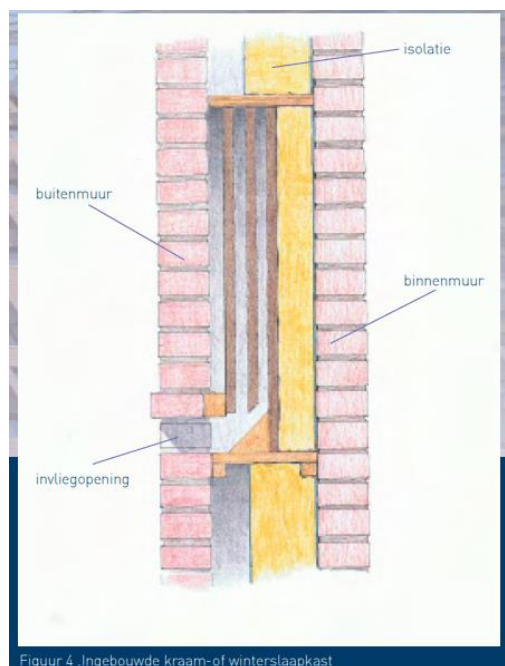 isolatie
buitenmuur
binnenmuur
invliegopening
Figuur 4 .Ingebouwde kraam-of winterslaapkast